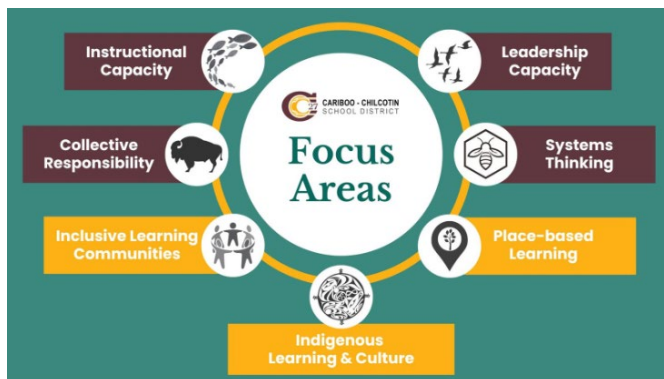 Instructional
Capacity
Leadership
Capacity
CARIBOO - CHILCOTIN
SCHOOL DISTRICT
Focus
Areas
Collective
Responsibility
Systems
Thinking
Inclusive Learning
Communities
Place-based
Learning
Indigenous
Learning & Culture